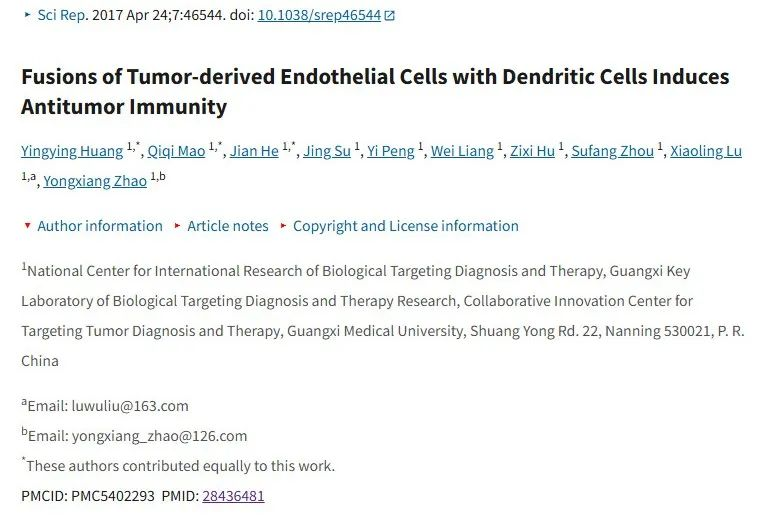 Sci Rep. 2017 Apr 24;7:46544. doi: 10.1038/srep46544
Fusions of Tumor-derived Endothelial Cells with Dendritic Cells Induces
Antitumor Immunity
Yingying Huang 1,*, Qiqi Mao 1,*, Jian He 1,*, Jing Su 1, Yi Peng 1, Wei Liang 1, Zixi Hu 1, Sufang Zhou 1, Xiaoling Lu
1,a, Yongxiang Zhao 1,b
Author information Article notes Copyright and License information
1National Center for International Research of Biological Targeting Diagnosis and Therapy, Guangxi Key
Laboratory of Biological Targeting Diagnosis and Therapy Research, Collaborative Innovation Center for
Targeting Tumor Diagnosis and Therapy, Guangxi Medical University, Shuang Yong Rd. 22, Nanning 530021, P. R.
China
aEmail: luwuliu@163.com
bEmail: yongxiang_zhao@126.com
*These authors contributed equally to this work.
PMCID: PMC5402293 PMID: 28436481